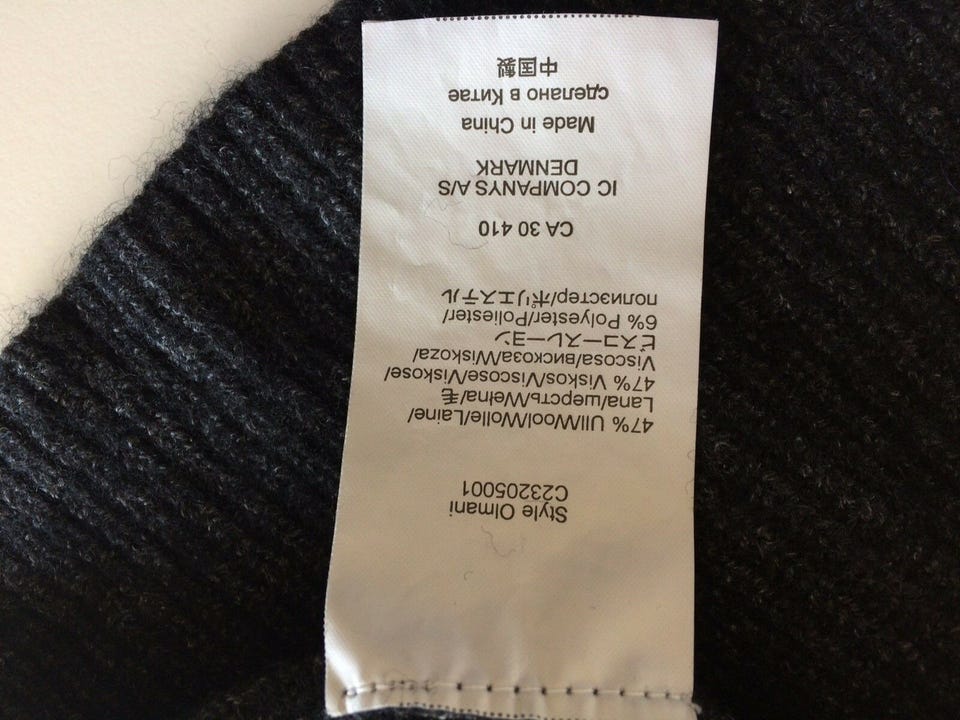 Style Olmani
C23205001
47% Ull/Wool/Wolle/Laine/
Lana/шерсть/Wełna/毛
47% Viskos/Viscose/Viskose/
Viscosa/вискоза/Wiskoza/
ビスコースレーヨン
6% Polyester/Poliester/
полиэстер/ポリエステル
CA 30 410
IC COMPANYS A/S
DENMARK
Made in China
сделано в Китае
中国製